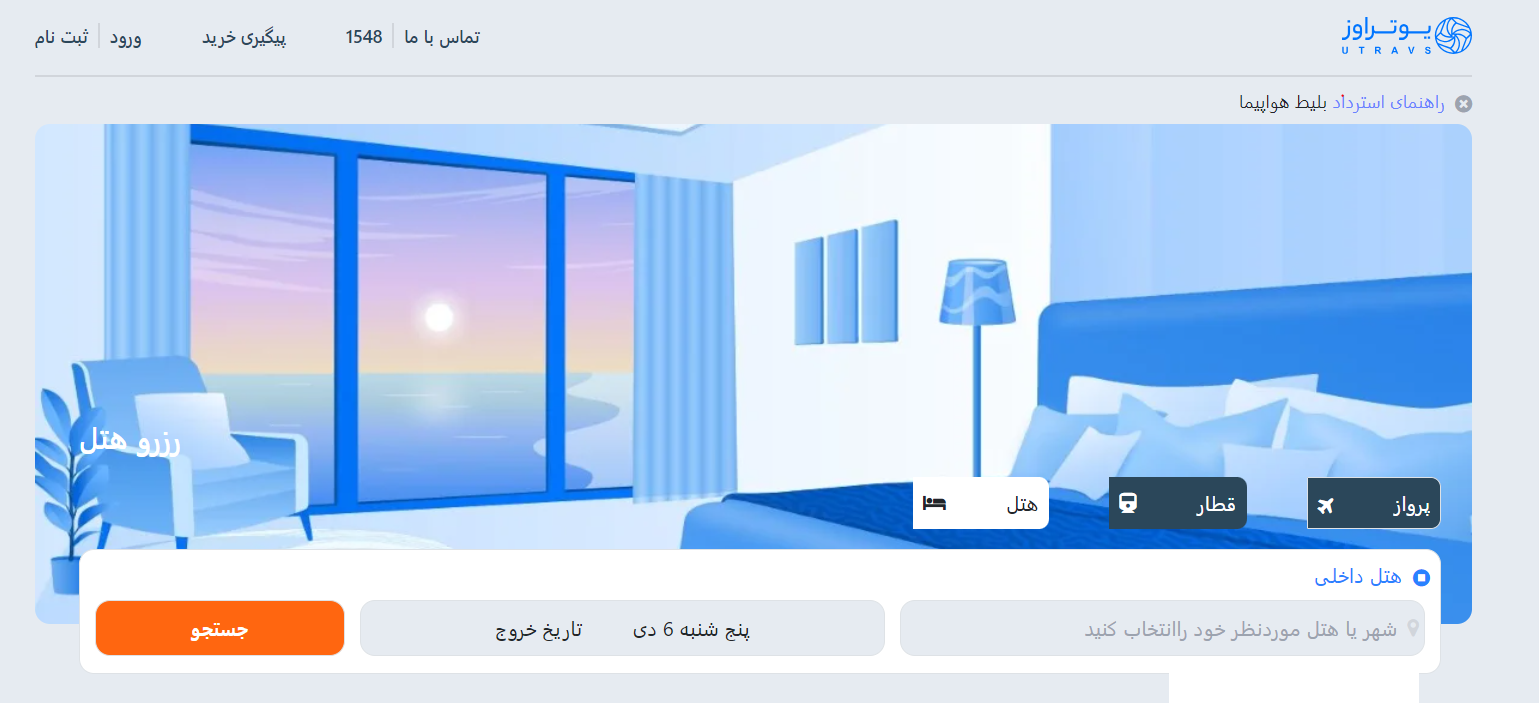 یـوتـراوز
UTRAVS
تماس با ما
1548
پیگیری خرید
ورود
ثبت نام
راهنمای استرداد بلیط هواپیما
رزرو هتل
پرواز
قطار
هتل
هتل داخلی
شهر یا هتل موردنظر خود راانتخاب کنید
پنج شنبه 6 دی
تاریخ خروج
جستجو